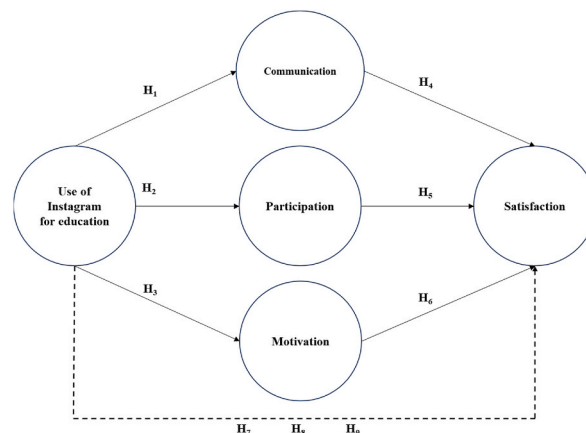 Communication
H₁
H₄
Use of
Instagram
for education
H₂
Participation
H₅
Satisfaction
H₃
Motivation
H₆
H₇ H₈ H₉